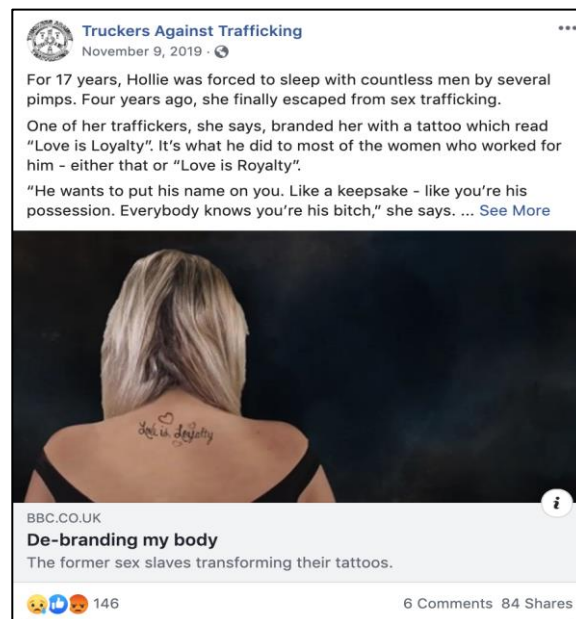 Truckers Against Trafficking
November 9, 2019 ·
For 17 years, Hollie was forced to sleep with countless men by several
pimps. Four years ago, she finally escaped from sex trafficking.
One of her traffickers, she says, branded her with a tattoo which read
“Love is Loyalty”. It’s what he did to most of the women who worked for
him - either that or “Love is Royalty”.
“He wants to put his name on you. Like a keepsake - like you’re his
possession. Everybody knows you’re his bitch,” she says. ... See More
Love is Loyalty
i
BBC.CO.UK
De-branding my body
The former sex slaves transforming their tattoos.
146
6 Comments 84 Shares